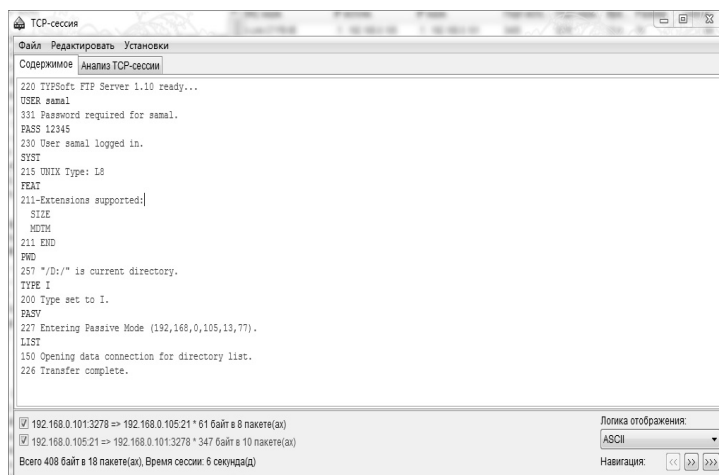 TCP-сессия
Файл Редактировать Установки
Содержимое Анализ TCP-сессии
220 TYPSoft FTP Server 1.10 ready...
USER samal
331 Password required for samal.
PASS 12345
230 User samal logged in.
SYST
215 UNIX Type: L8
FEAT
211-Extensions supported:
SIZE
MDTM
211 END
PWD
257 "/D:/" is current directory.
TYPE I
200 Type set to I.
PASV
227 Entering Passive Mode (192,168,0,105,13,77).
LIST
150 Opening data connection for directory list.
226 Transfer complete.
192.168.0.101:3278 => 192.168.0.105:21 * 61 байт в 8 пакете(ах)
192.168.0.105:21 => 192.168.0.101:3278 * 347 байт в 10 пакете(ах)
Всего 408 байт в 18 пакете(ах), Время сессии: 6 секунда(д)
Логика отображения:
ASCII
Навигация: << >> >>>